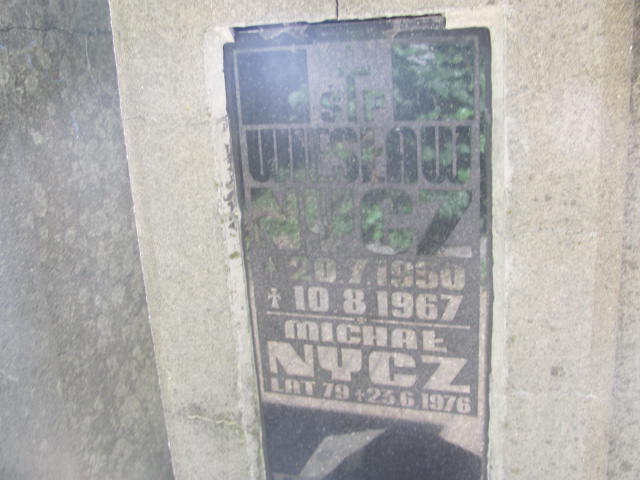 ŚP
WIESŁAW
NYCZ
* 20.7.1950
✝ 10.8.1967
MICHAŁ
NYCZ
LAT 79 ✝ 23.6 1976